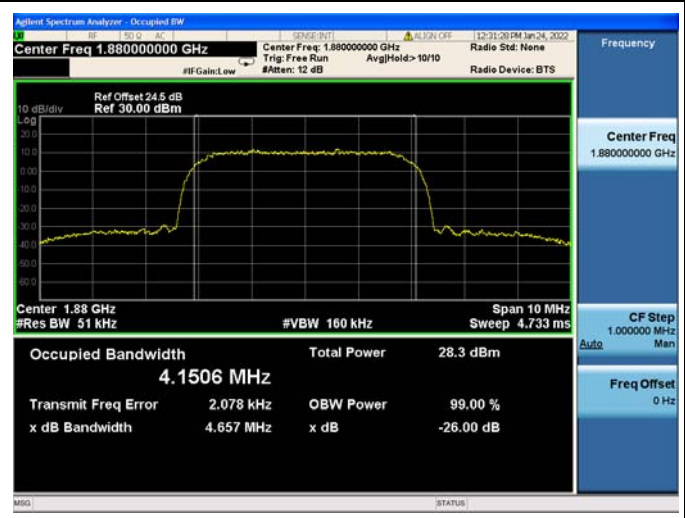 Agilent Spectrum Analyzer - Occupied BW
RF 50 Ω AC SENSE:INT ALIGN OFF 12:31:28 PM Jan 24, 2022
Center Freq 1.880000000 GHz Center Freq: 1.880000000 GHz Radio Std: None
Trig: Free Run Avg|Hold:> 10/10
#IFGain:Low #Atten: 12 dB Radio Device: BTS
Frequency
Ref Offset 24.5 dB
10 dB/div Ref 30.00 dBm
Log
20.0
10.0
0.00
-10.0
-20.0
-30.0
-40.0
-50.0
-60.0
Center 1.88 GHz Span 10 MHz
#Res BW 51 kHz #VBW 160 kHz Sweep 4.733 ms
Occupied Bandwidth Total Power 28.3 dBm
4.1506 MHz
Transmit Freq Error 2.078 kHz OBW Power 99.00 %
x dB Bandwidth 4.657 MHz x dB -26.00 dB
Center Freq
1.880000000 GHz
CF Step
1.000000 MHz
Auto Man
Freq Offset
0 Hz
MSG STATUS